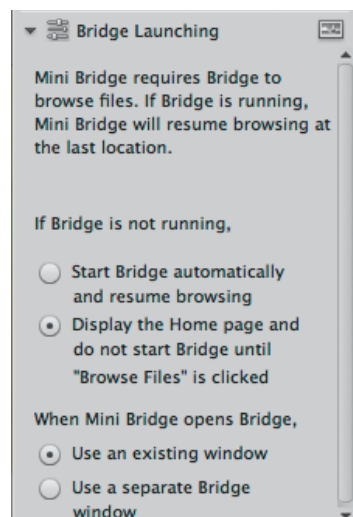 Bridge Launching
Mini Bridge requires Bridge to
browse files. If Bridge is running,
Mini Bridge will resume browsing at
the last location.
If Bridge is not running,
Start Bridge automatically
and resume browsing
Display the Home page and
do not start Bridge until
"Browse Files" is clicked
When Mini Bridge opens Bridge,
Use an existing window
Use a separate Bridge
window